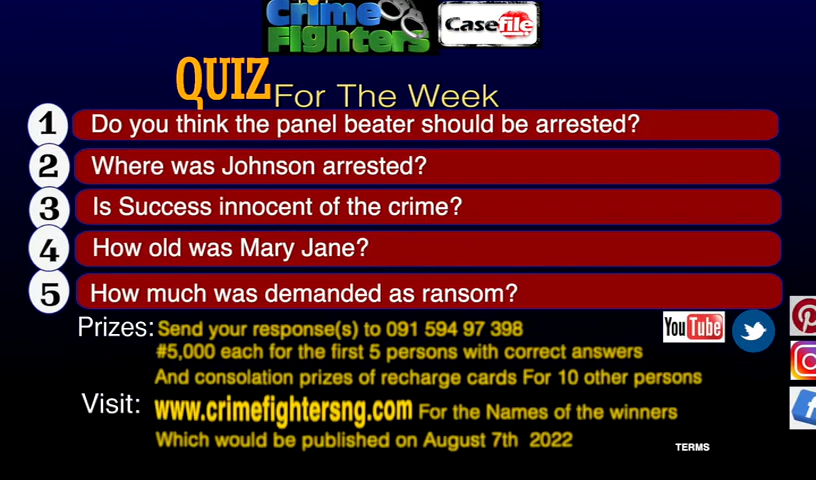 Crime
Fighters
Casefile
QUIZ For The Week
1 Do you think the panel beater should be arrested?
2 Where was Johnson arrested?
3 Is Success innocent of the crime?
4 How old was Mary Jane?
5 How much was demanded as ransom?
Prizes: Send your response(s) to 091 594 97 398
#5,000 each for the first 5 persons with correct answers
And consolation prizes of recharge cards For 10 other persons
Visit: www.crimefightersng.com For the Names of the winners
Which would be published on August 7th 2022
YouTube
TERMS